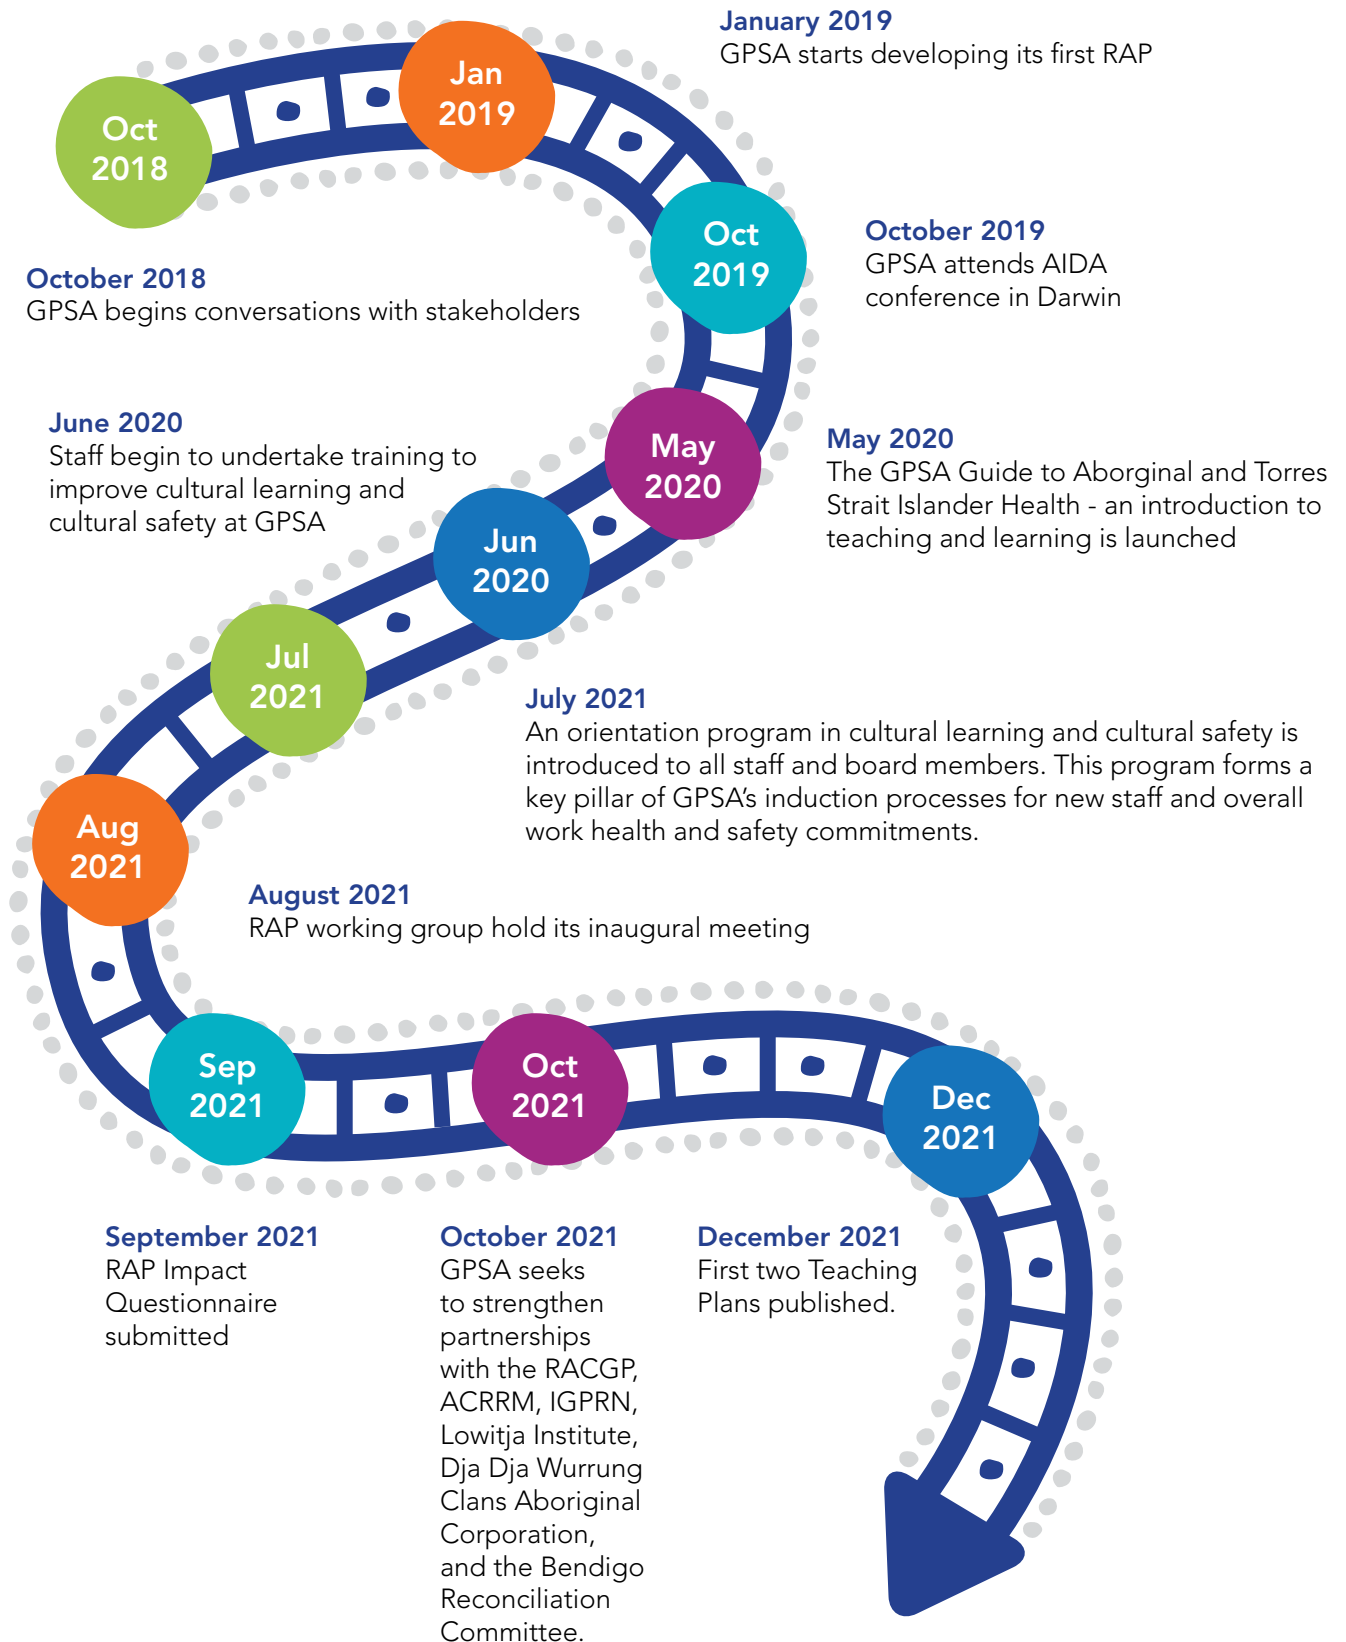 January 2019
GPSA starts developing its first RAP
Jan
2019
Oct
2018
Oct
2019
October 2019
GPSA attends AIDA
conference in Darwin
October 2018
GPSA begins conversations with stakeholders
May
2020
May 2020
The GPSA Guide to Aborginal and Torres
Strait Islander Health - an introduction to
teaching and learning is launched
June 2020
Staff begin to undertake training to
improve cultural learning and
cultural safety at GPSA
Jun
2020
Jul
2021
July 2021
An orientation program in cultural learning and cultural safety is
introduced to all staff and board members. This program forms a
key pillar of GPSA's induction processes for new staff and overall
work health and safety commitments.
Aug
2021
August 2021
RAP working group hold its inaugural meeting
Sep
2021
Oct
2021
Dec
2021
September 2021
RAP Impact
Questionnaire
submitted
October 2021
GPSA seeks
to strengthen
partnerships
with the RACGP,
ACRRM, IGPRN,
Lowitja Institute,
Dja Dja Wurrung
Clans Aboriginal
Corporation,
and the Bendigo
Reconciliation
Committee.
December 2021
First two Teaching
Plans published.